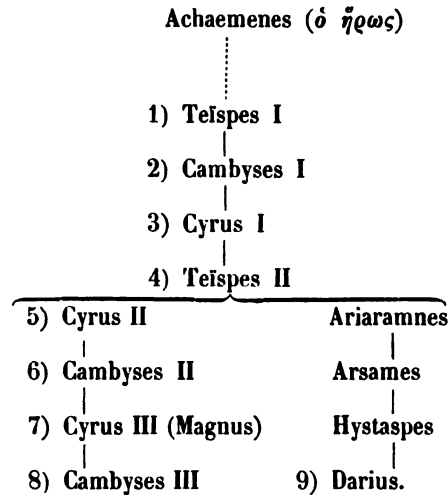 Achaemenes (ὁ ἥρως)
1) Teïspes I
2) Cambyses I
3) Cyrus I
4) Teïspes II
5) Cyrus II Ariaramnes
6) Cambyses II Arsames
7) Cyrus III (Magnus) Hystaspes
8) Cambyses III 9) Darius.